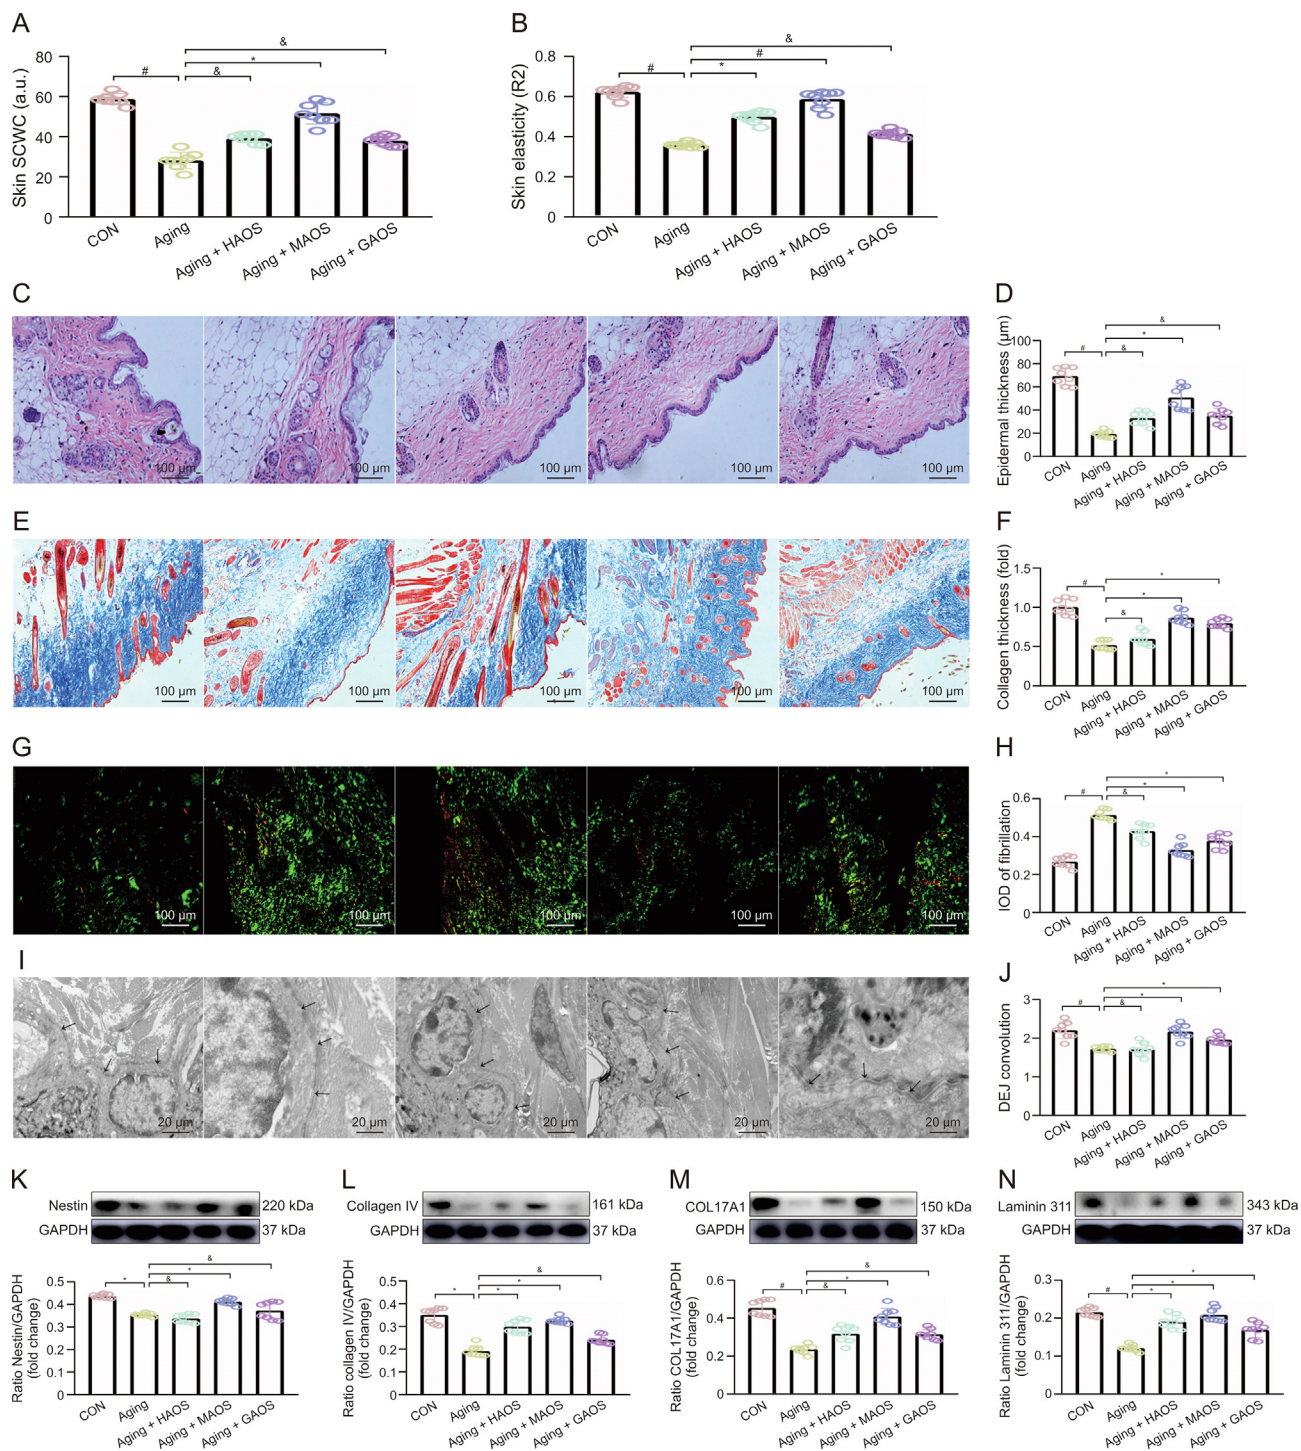 A
Skin SCWC (a.u.)
80
60
40
20
0
#
&
*
&
CON
Aging
Aging + HAOS
Aging + MAOS
Aging + GAOS
B
Skin elasticity (R2)
0.8
0.6
0.4
0.2
0
#
*
#
&
CON
Aging
Aging + HAOS
Aging + MAOS
Aging + GAOS
C
100 μm
100 μm
100 μm
100 μm
100 μm
D
Epidermal thickness (μm)
100
80
60
40
20
0
#
&
*
&
CON
Aging
Aging + HAOS
Aging + MAOS
Aging + GAOS
E
100 μm
100 μm
100 μm
100 μm
100 μm
F
Collagen thickness (fold)
1.5
1.0
0.5
0
#
&
*
*
CON
Aging
Aging + HAOS
Aging + MAOS
Aging + GAOS
G
100 μm
100 μm
100 μm
100 μm
100 μm
H
IOD of fibrillation
0.6
0.4
0.2
0
#
&
*
*
CON
Aging
Aging + HAOS
Aging + MAOS
Aging + GAOS
I
20 μm
20 μm
20 μm
20 μm
20 μm
J
DEJ convolution
3
2
1
0
#
&
*
*
CON
Aging
Aging + HAOS
Aging + MAOS
Aging + GAOS
K
Nestin
220 kDa
GAPDH
37 kDa
Ratio Nestin/GAPDH
(fold change)
0.5
0.4
0.3
0.2
0.1
0
*
&
*
&
CON
Aging
Aging + HAOS
Aging + MAOS
Aging + GAOS
L
Collagen IV
161 kDa
GAPDH
37 kDa
Ratio collagen IV/GAPDH
(fold change)
0.5
0.4
0.3
0.2
0.1
0
*
*
*
&
CON
Aging
Aging + HAOS
Aging + MAOS
Aging + GAOS
M
COL17A1
150 kDa
GAPDH
37 kDa
Ratio COL17A1/GAPDH
(fold change)
0.6
0.4
0.2
0
#
&
*
&
CON
Aging
Aging + HAOS
Aging + MAOS
Aging + GAOS
N
Laminin 311
343 kDa
GAPDH
37 kDa
Ratio Laminin 311/GAPDH
(fold change)
0.3
0.2
0.1
0
#
*
*
*
CON
Aging
Aging + HAOS
Aging + MAOS
Aging + GAOS